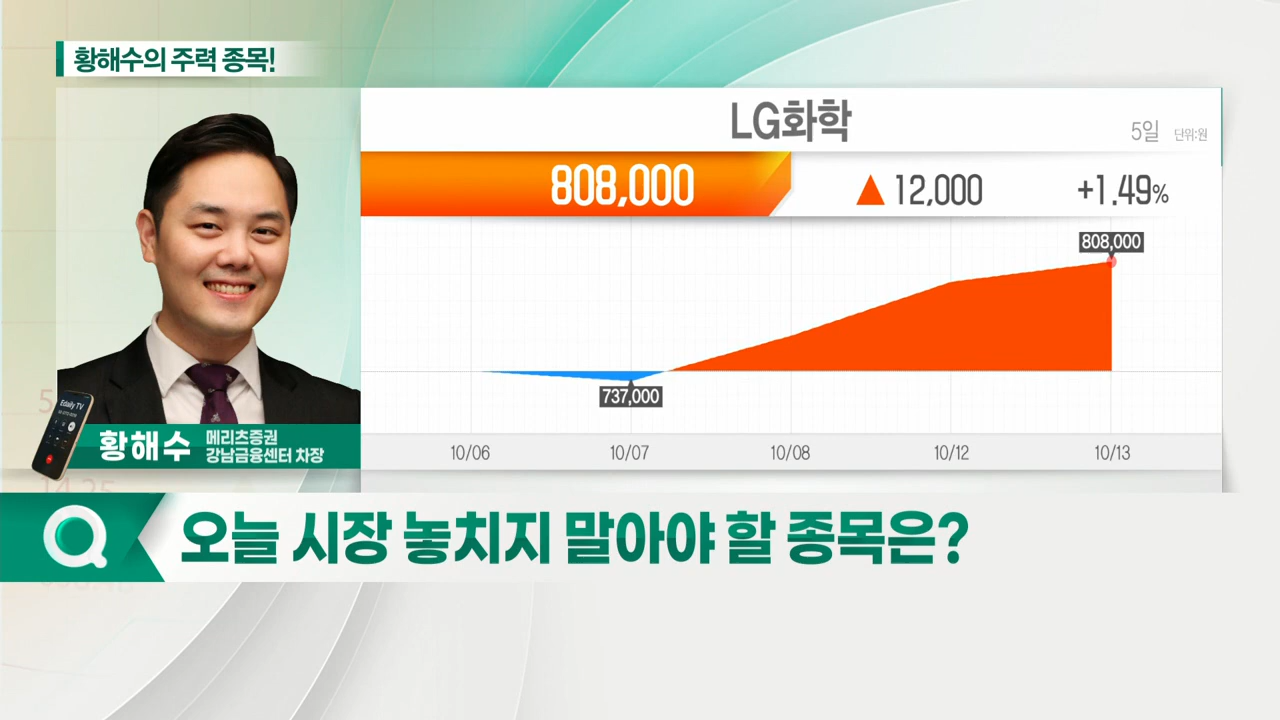 황해수의 주력 종목!
LG화학
5일 단위:원
808,000 ▲ 12,000 +1.49%
808,000
737,000
10/06 10/07 10/08 10/12 10/13
Edaily TV
황해수
메리츠증권
강남금융센터 차장
Q 오늘 시장 놓치지 말아야 할 종목은?